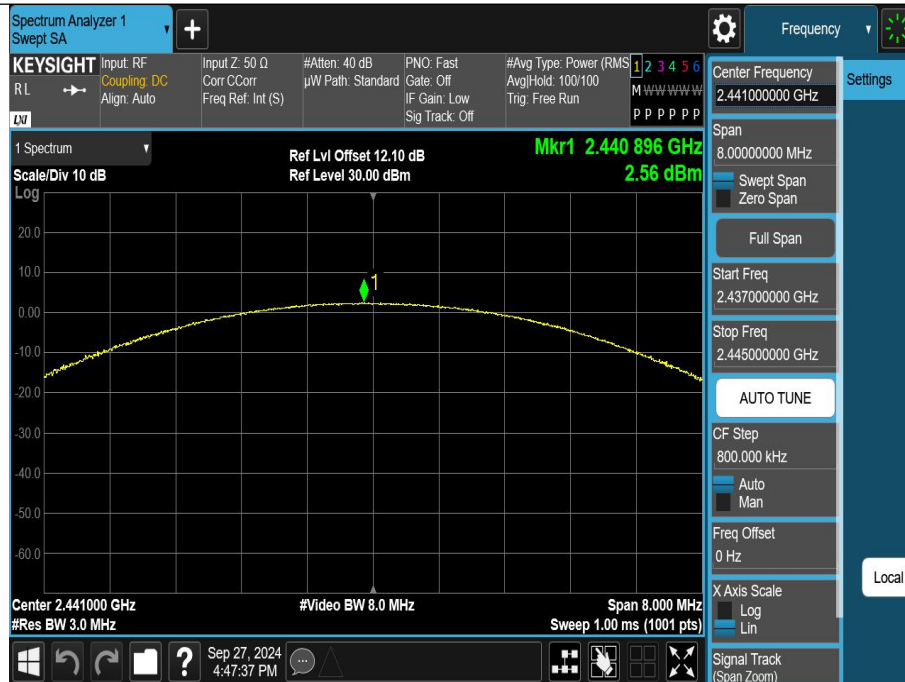 Spectrum Analyzer 1
Swept SA
+
Frequency
KEYSIGHT
RL
LXI
Input: RF
Coupling: DC
Align: Auto
Input Z: 50 Ω
Corr CCorr
Freq Ref: Int (S)
#Atten: 40 dB
µW Path: Standard
PNO: Fast
Gate: Off
IF Gain: Low
Sig Track: Off
#Avg Type: Power (RMS
Avg|Hold: 100/100
Trig: Free Run
1 2 3 4 5 6
M W W W W W
P P P P P P
1 Spectrum
Scale/Div 10 dB
Log
Ref Lvl Offset 12.10 dB
Ref Level 30.00 dBm
Mkr1 2.440 896 GHz
2.56 dBm
20.0
10.0
0.00
-10.0
-20.0
-30.0
-40.0
-50.0
-60.0
1
Center 2.441000 GHz
#Res BW 3.0 MHz
#Video BW 8.0 MHz
Span 8.000 MHz
Sweep 1.00 ms (1001 pts)
Center Frequency
2.441000000 GHz
Span
8.00000000 MHz
Swept Span
Zero Span
Full Span
Start Freq
2.437000000 GHz
Stop Freq
2.445000000 GHz
AUTO TUNE
CF Step
800.000 kHz
Auto
Man
Freq Offset
0 Hz
X Axis Scale
Log
Lin
Signal Track
(Span Zoom)
Settings
Local
?
Sep 27, 2024
4:47:37 PM